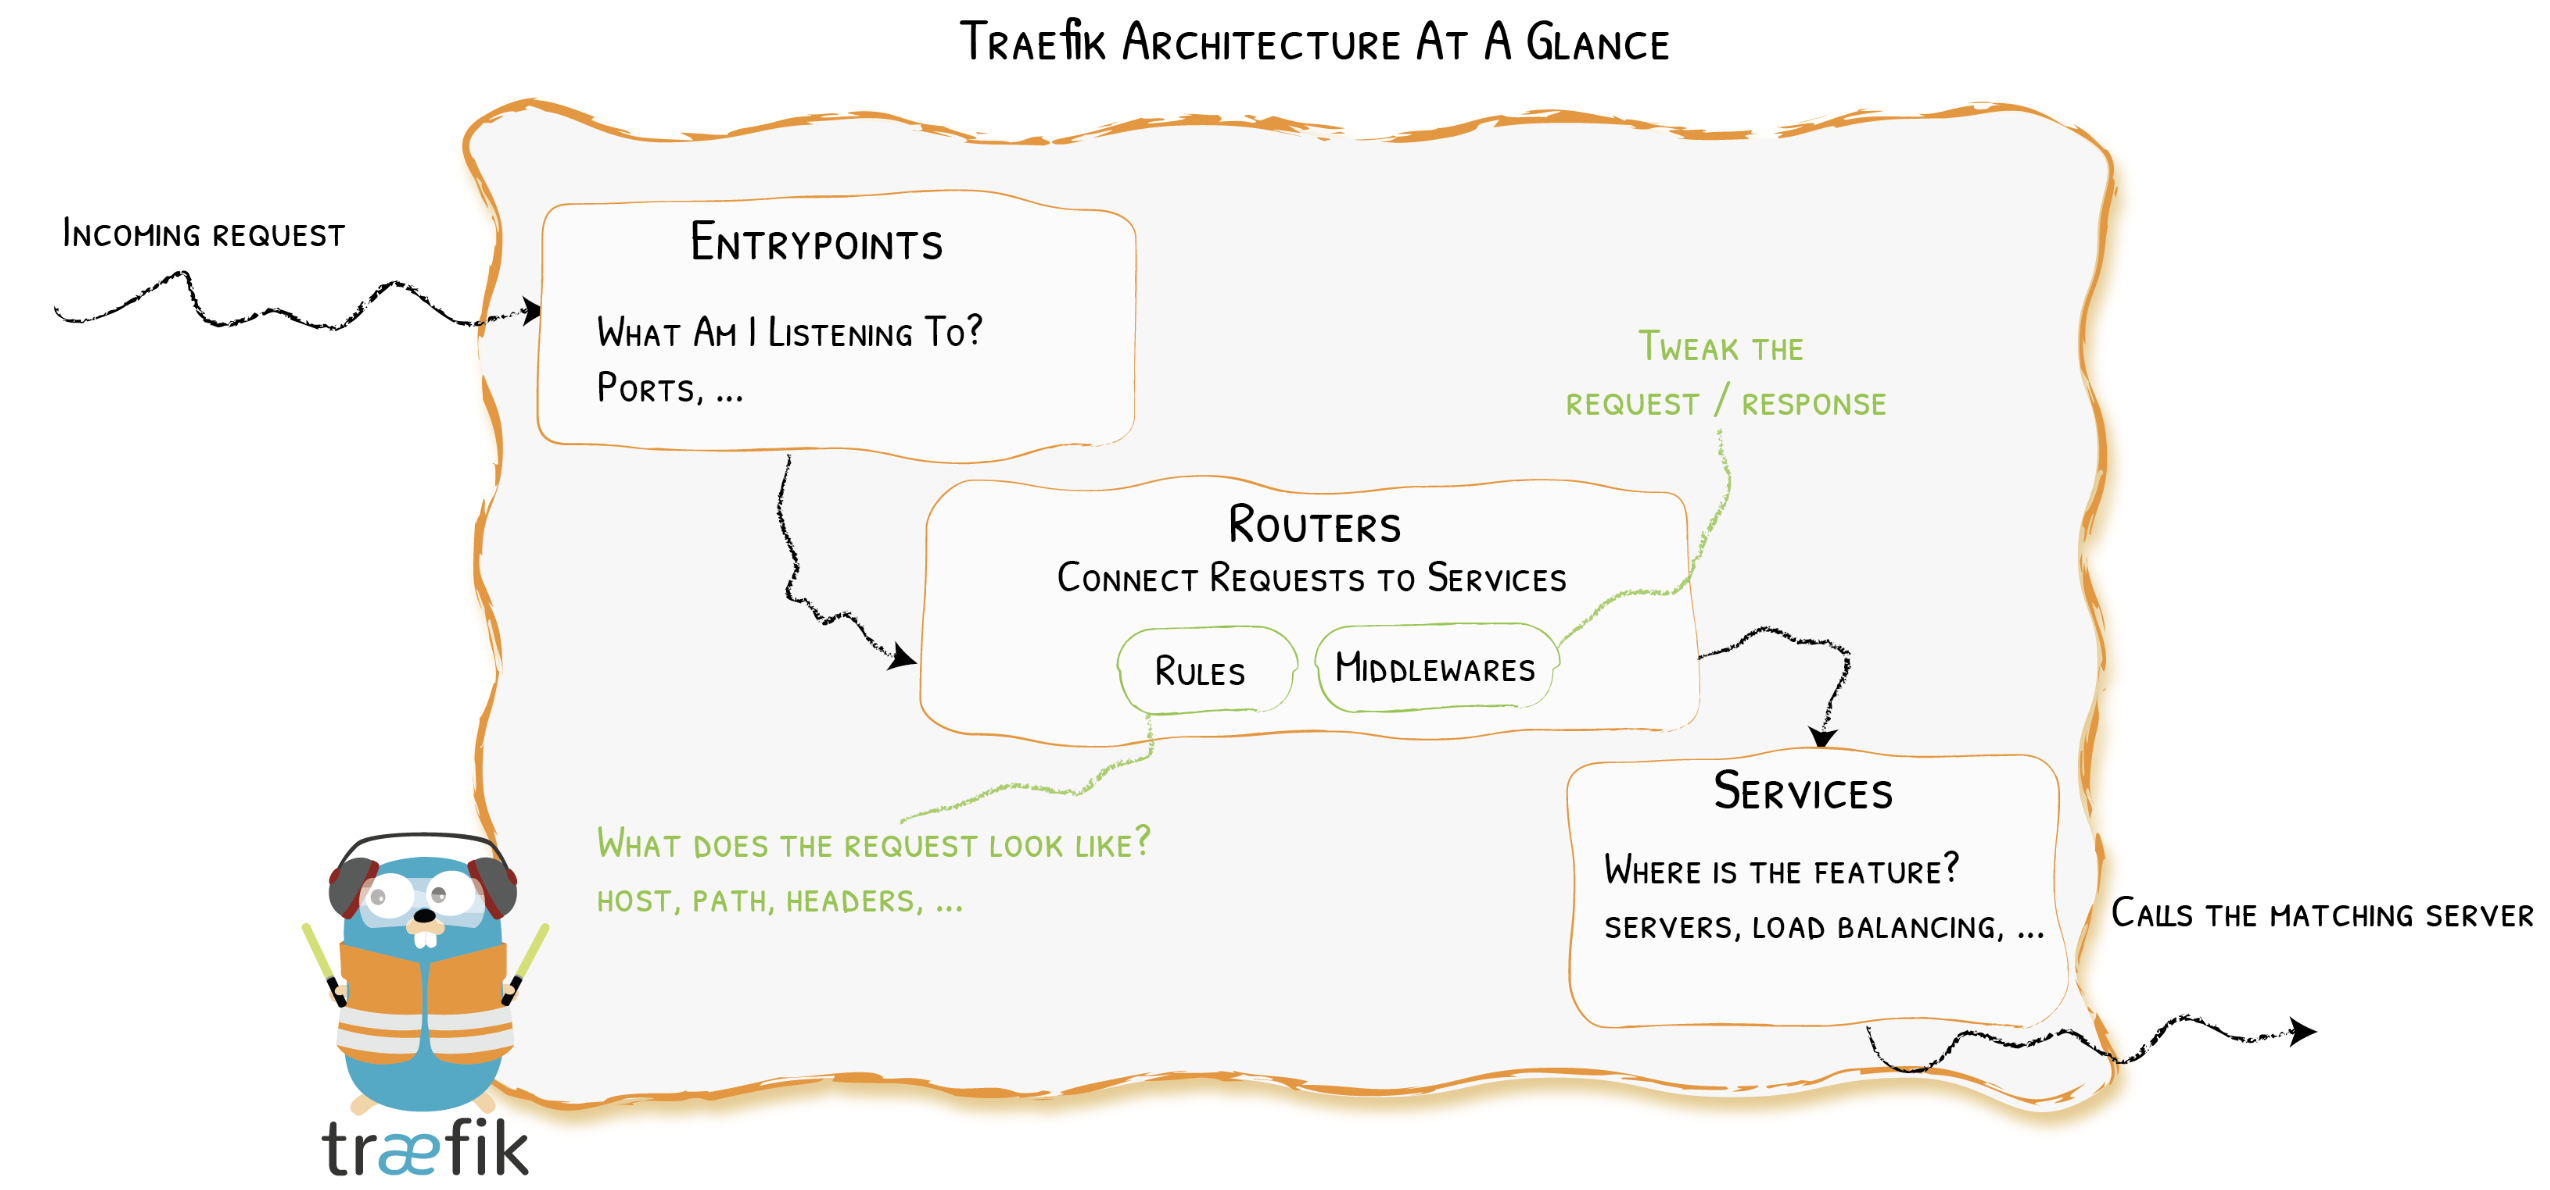 Traefik Architecture At A Glance
Incoming request
Entrypoints
What Am I Listening To?
Ports, ...
Tweak the
request / response
Routers
Connect Requests to Services
Rules
Middlewares
What does the request look like?
host, path, headers, ...
Services
Where is the feature?
servers, load balancing, ...
Calls the matching server
træfik